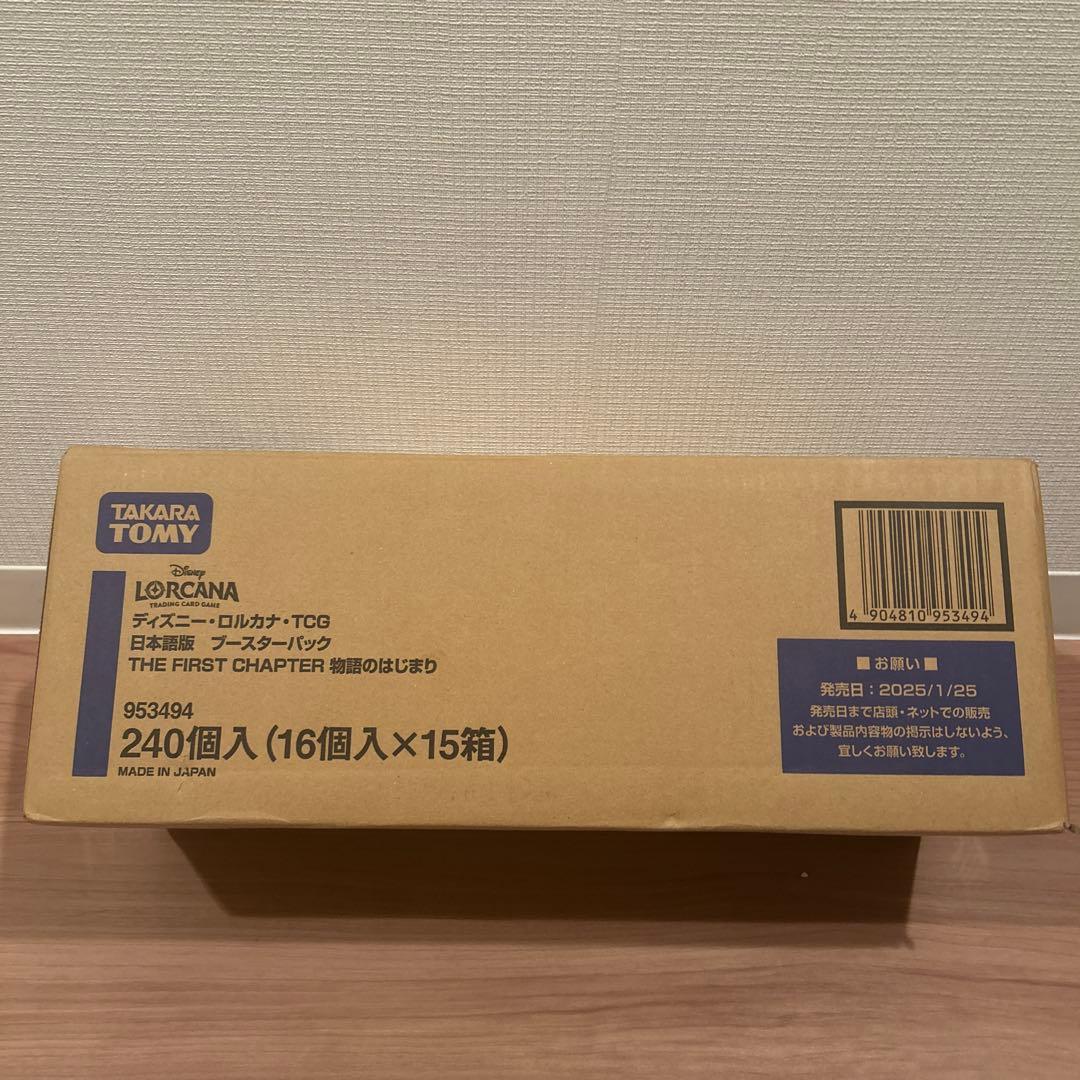 TAKARA
TOMY
Disney
LORCANA
TRADING CARD GAME
ディズニー・ロルカナ・TCG
日本語版 ブースターパック
THE FIRST CHAPTER 物語のはじまり
953494
240個入(16個入×15箱)
MADE IN JAPAN
4 904810 953494
■お願い■
発売日:2025/1/25
発売日まで店頭・ネットでの販売
および製品内容物の掲示はしないよう、
宜しくお願い致します。